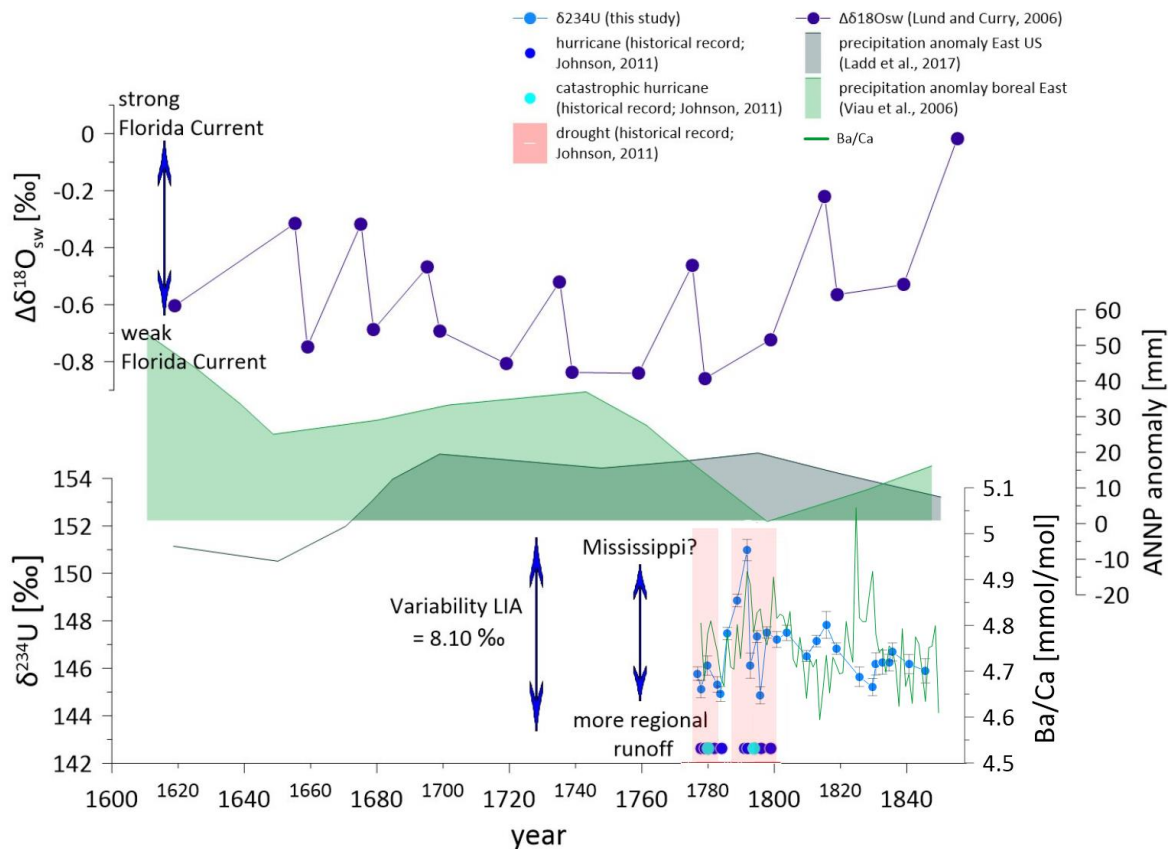 δ234U (this study)
hurricane (historical record;
Johnson, 2011)
catastrophic hurricane
(historical record; Johnson, 2011)
drought (historical record;
Johnson, 2011)
Δδ18Osw (Lund and Curry, 2006)
precipitation anomaly East US
(Ladd et al., 2017)
precipitation anomlay boreal East
(Viau et al., 2006)
Ba/Ca
strong
Florida Current
weak
Florida Current
Δδ¹⁸O_sw [‰]
0
-0.2
-0.4
-0.6
-0.8
ANNP anomaly [mm]
60
50
40
30
20
10
0
-10
-20
δ²³⁴U [‰]
154
152
150
148
146
144
142
Variability LIA
= 8.10 ‰
Mississippi?
more regional
runoff
Ba/Ca [mmol/mol]
5.1
5
4.9
4.8
4.7
4.6
4.5
1600 1620 1640 1660 1680 1700 1720 1740 1760 1780 1800 1820 1840
year